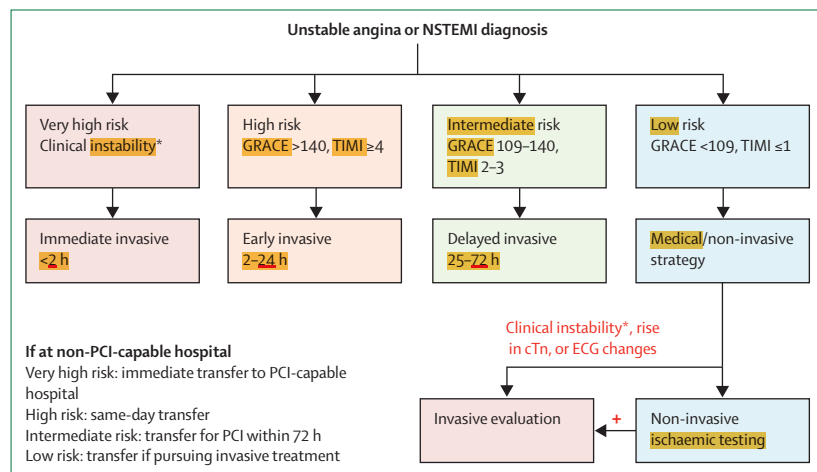 Unstable angina or NSTEMI diagnosis
Very high risk
Clinical instability*
High risk
GRACE >140, TIMI ≥4
Intermediate risk
GRACE 109–140,
TIMI 2–3
Low risk
GRACE <109, TIMI ≤1
Immediate invasive
<2 h
Early invasive
2–24 h
Delayed invasive
25–72 h
Medical/non-invasive
strategy
Clinical instability*, rise
in cTn, or ECG changes
If at non-PCI-capable hospital
Very high risk: immediate transfer to PCI-capable
hospital
High risk: same-day transfer
Intermediate risk: transfer for PCI within 72 h
Low risk: transfer if pursuing invasive treatment
Invasive evaluation
+
Non-invasive
ischaemic testing